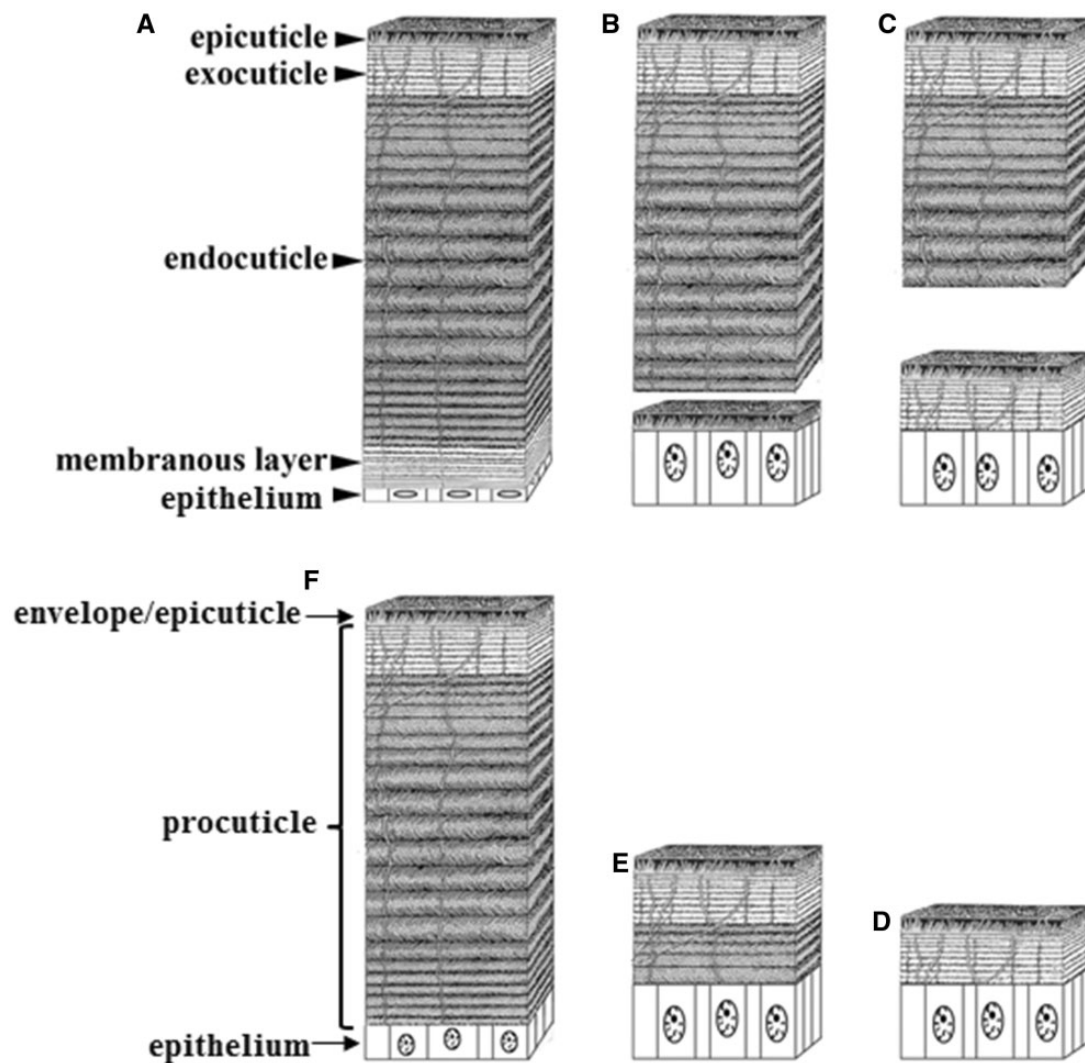 A
B
C
epicuticle
exocuticle
endocuticle
membranous layer
epithelium
F
envelope/epicuticle
procuticle
E
D
epithelium